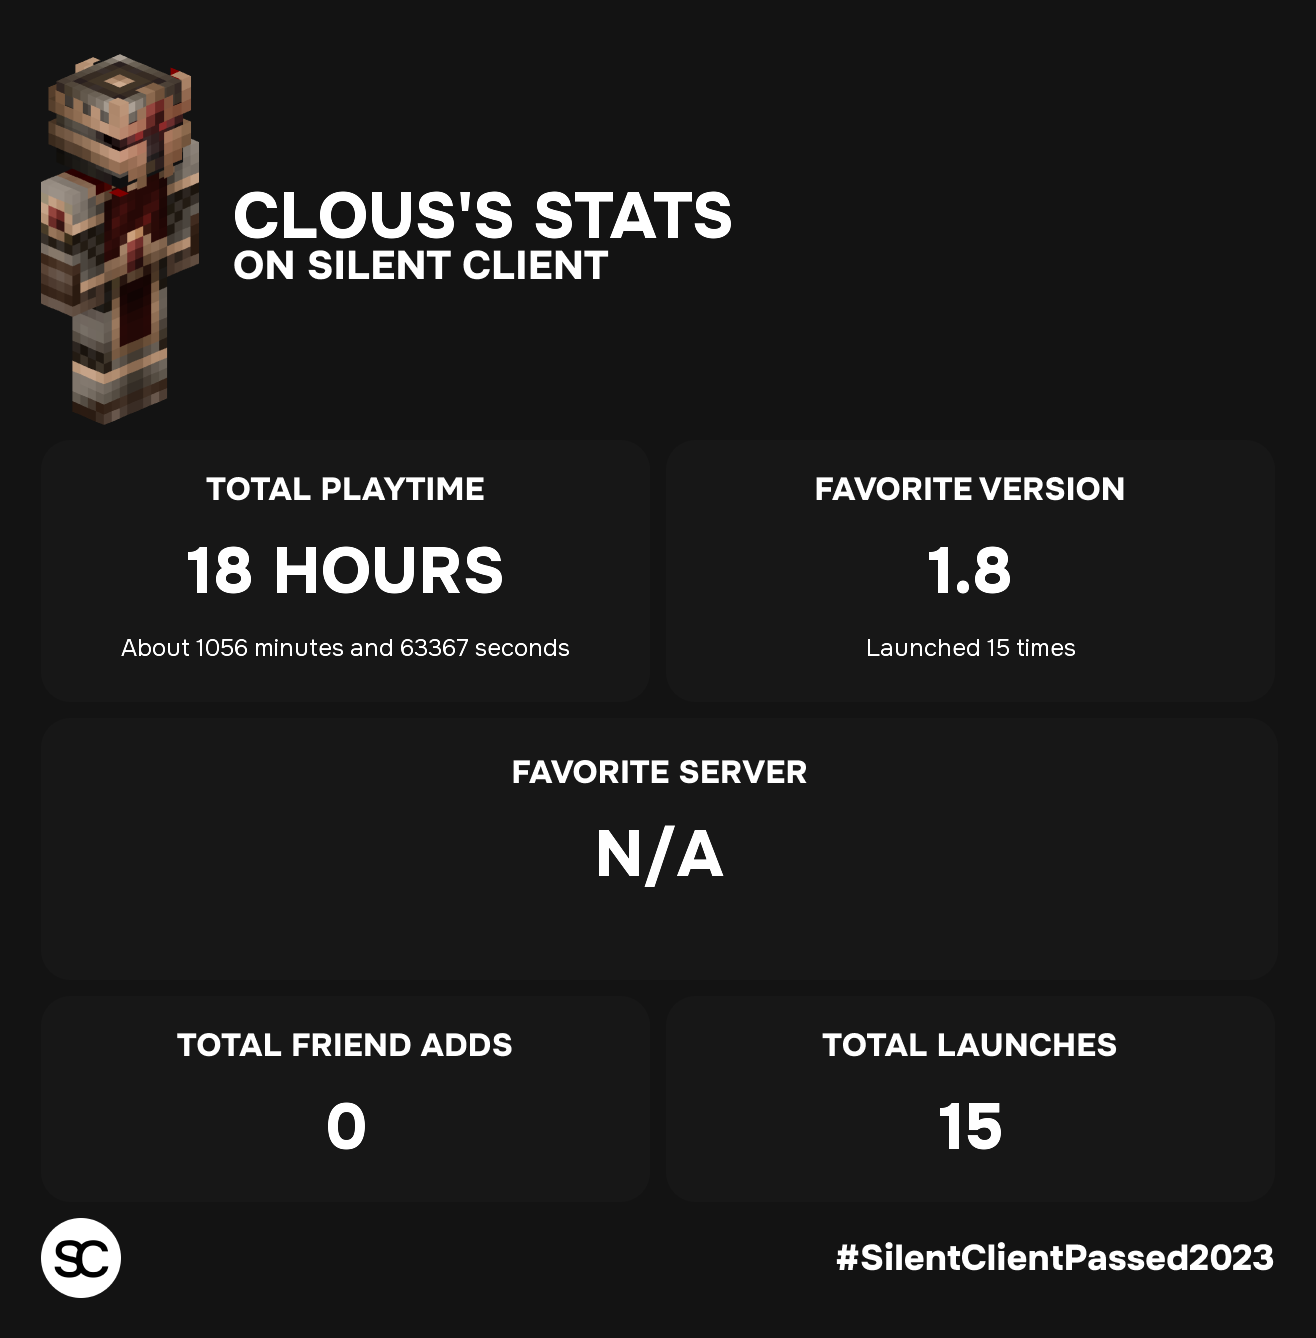 CLOUS'S STATS
ON SILENT CLIENT
TOTAL PLAYTIME
18 HOURS
About 1056 minutes and 63367 seconds
FAVORITE VERSION
1.8
Launched 15 times
FAVORITE SERVER
N/A
TOTAL FRIEND ADDS
0
TOTAL LAUNCHES
15
SC
#SilentClientPassed2023